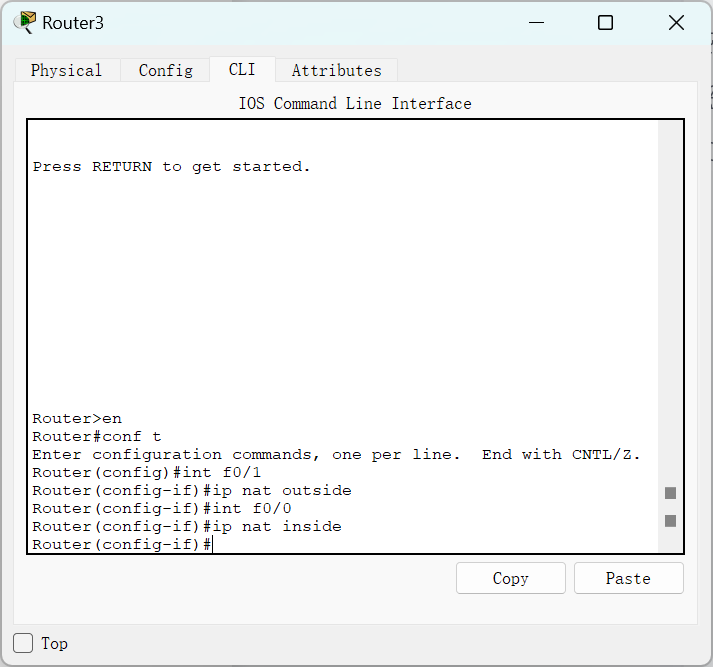 Router3
Physical Config CLI Attributes
IOS Command Line Interface
Press RETURN to get started.
Router>en
Router#conf t
Enter configuration commands, one per line.  End with CNTL/Z.
Router(config)#int f0/1
Router(config-if)#ip nat outside
Router(config-if)#int f0/0
Router(config-if)#ip nat inside
Router(config-if)#
Copy Paste
Top